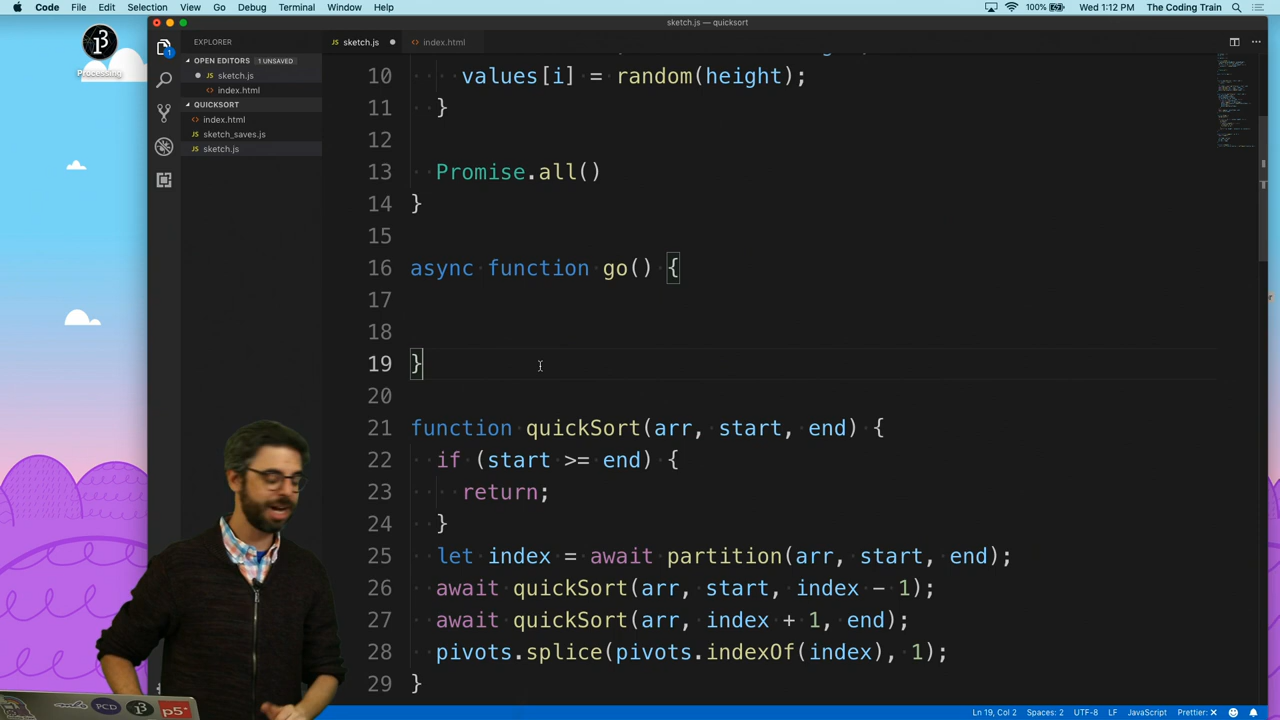 Code File Edit Selection View Go Debug Terminal Window Help 100% Wed 1:12 PM The Coding Train
sketch.js — quicksort
Processing
EXPLORER
OPEN EDITORS 1 UNSAVED
sketch.js
index.html
QUICKSORT
index.html
sketch_saves.js
sketch.js
1
sketch.js index.html
10 values[i] = random(height);
11 }
12
13 Promise.all()
14 }
15
16 async function go() {
17
18
19 }
20
21 function quickSort(arr, start, end) {
22 if (start >= end) {
23 return;
24 }
25 let index = await partition(arr, start, end);
26 await quickSort(arr, start, index - 1);
27 await quickSort(arr, index + 1, end);
28 pivots.splice(pivots.indexOf(index), 1);
29 }
PCD p5*
Ln 19, Col 2 Spaces: 2 UTF-8 LF JavaScript Prettier: ✕